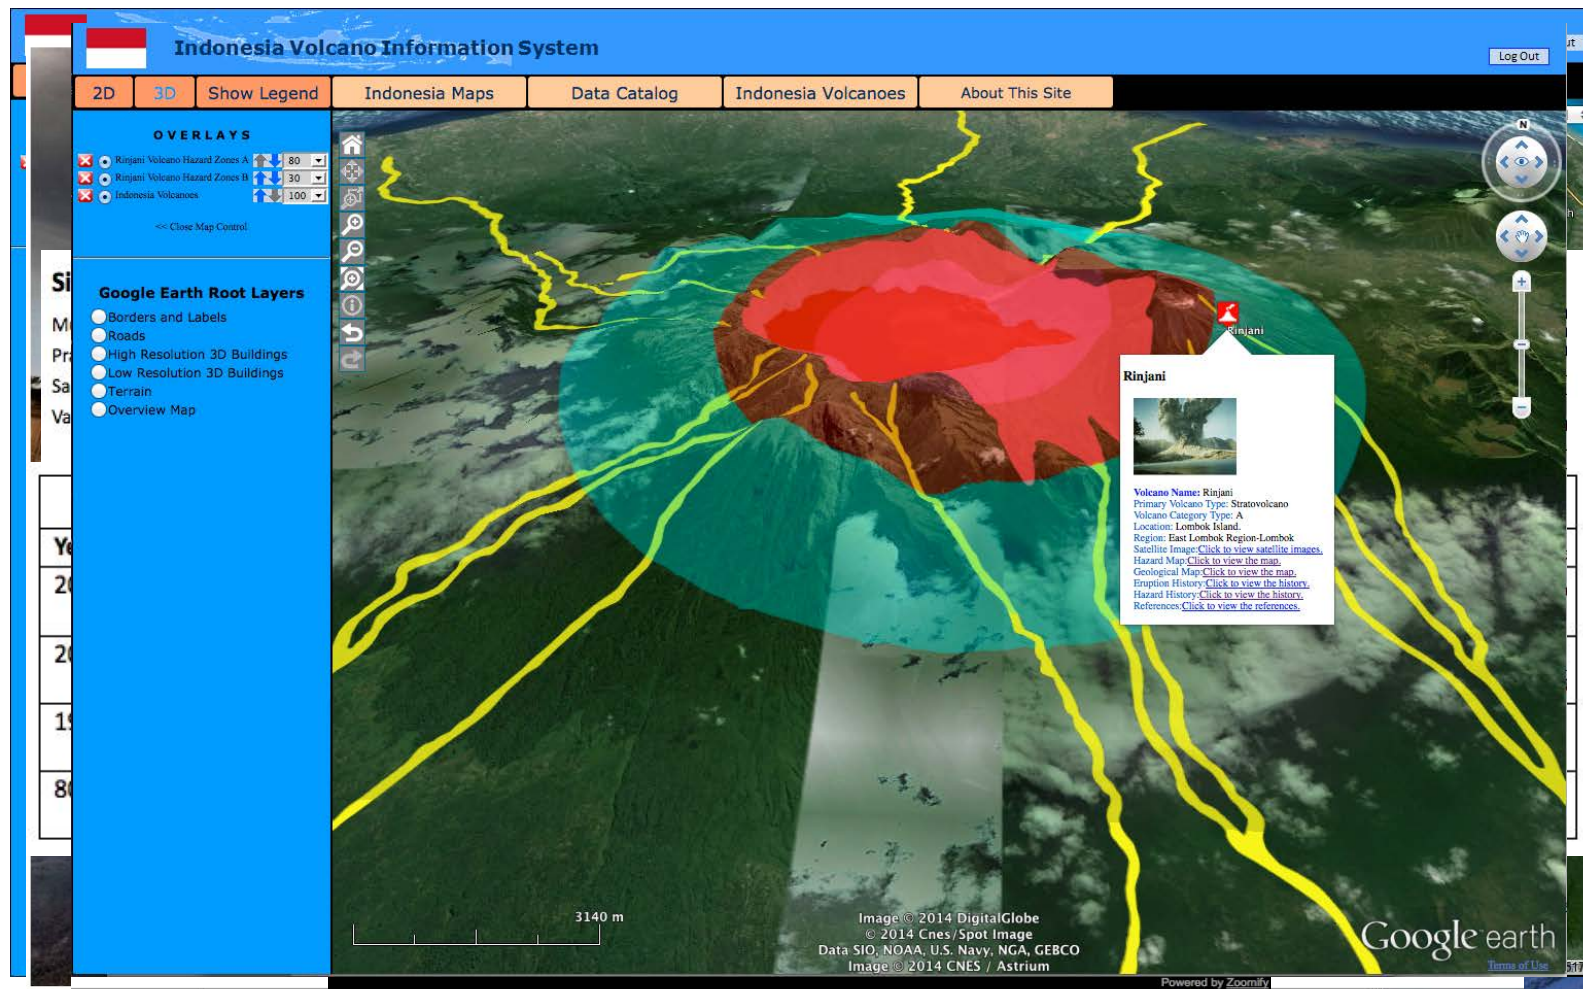 Indonesia Volcano Information System
Log Out
2D
3D
Show Legend
Indonesia Maps
Data Catalog
Indonesia Volcanoes
About This Site
OVERLAYS
Rinjani Volcano Hazard Zones A 80
Rinjani Volcano Hazard Zones B 30
Indonesia Volcanoes 100
<< Close Map Control
Google Earth Root Layers
Borders and Labels
Roads
High Resolution 3D Buildings
Low Resolution 3D Buildings
Terrain
Overview Map
N
Rinjani
Rinjani
Volcano Name: Rinjani
Primary Volcano Type: Stratovolcano
Volcano Category Type: A
Location: Lombok Island.
Region: East Lombok Region-Lombok
Satellite Image:Click to view satellite images.
Hazard Map:Click to view the map.
Geological Map:Click to view the map.
Eruption History:Click to view the history.
Hazard History:Click to view the history.
References:Click to view the references.
3140 m
Image © 2014 DigitalGlobe
© 2014 Cnes/Spot Image
Data SIO, NOAA, U.S. Navy, NGA, GEBCO
Image © 2014 CNES / Astrium
Google earth
Terms of Use
Powered by Zoomify